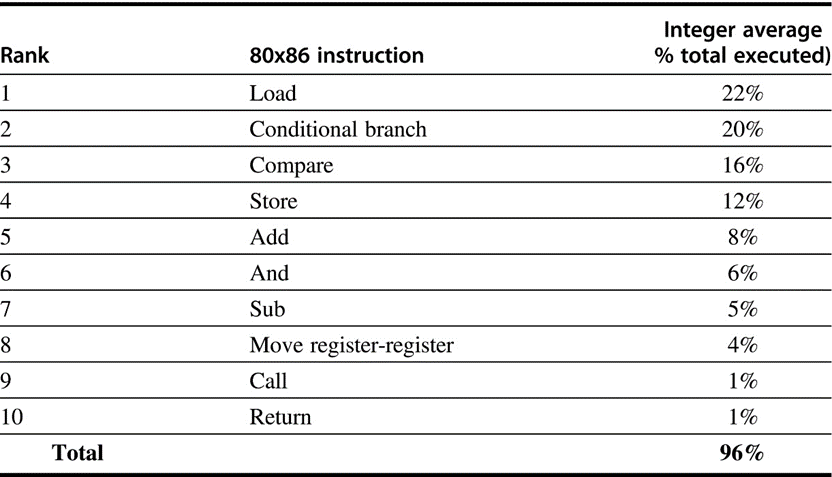 Rank 80x86 instruction Integer average % total executed)
1 Load 22%
2 Conditional branch 20%
3 Compare 16%
4 Store 12%
5 Add 8%
6 And 6%
7 Sub 5%
8 Move register-register 4%
9 Call 1%
10 Return 1%
Total 96%